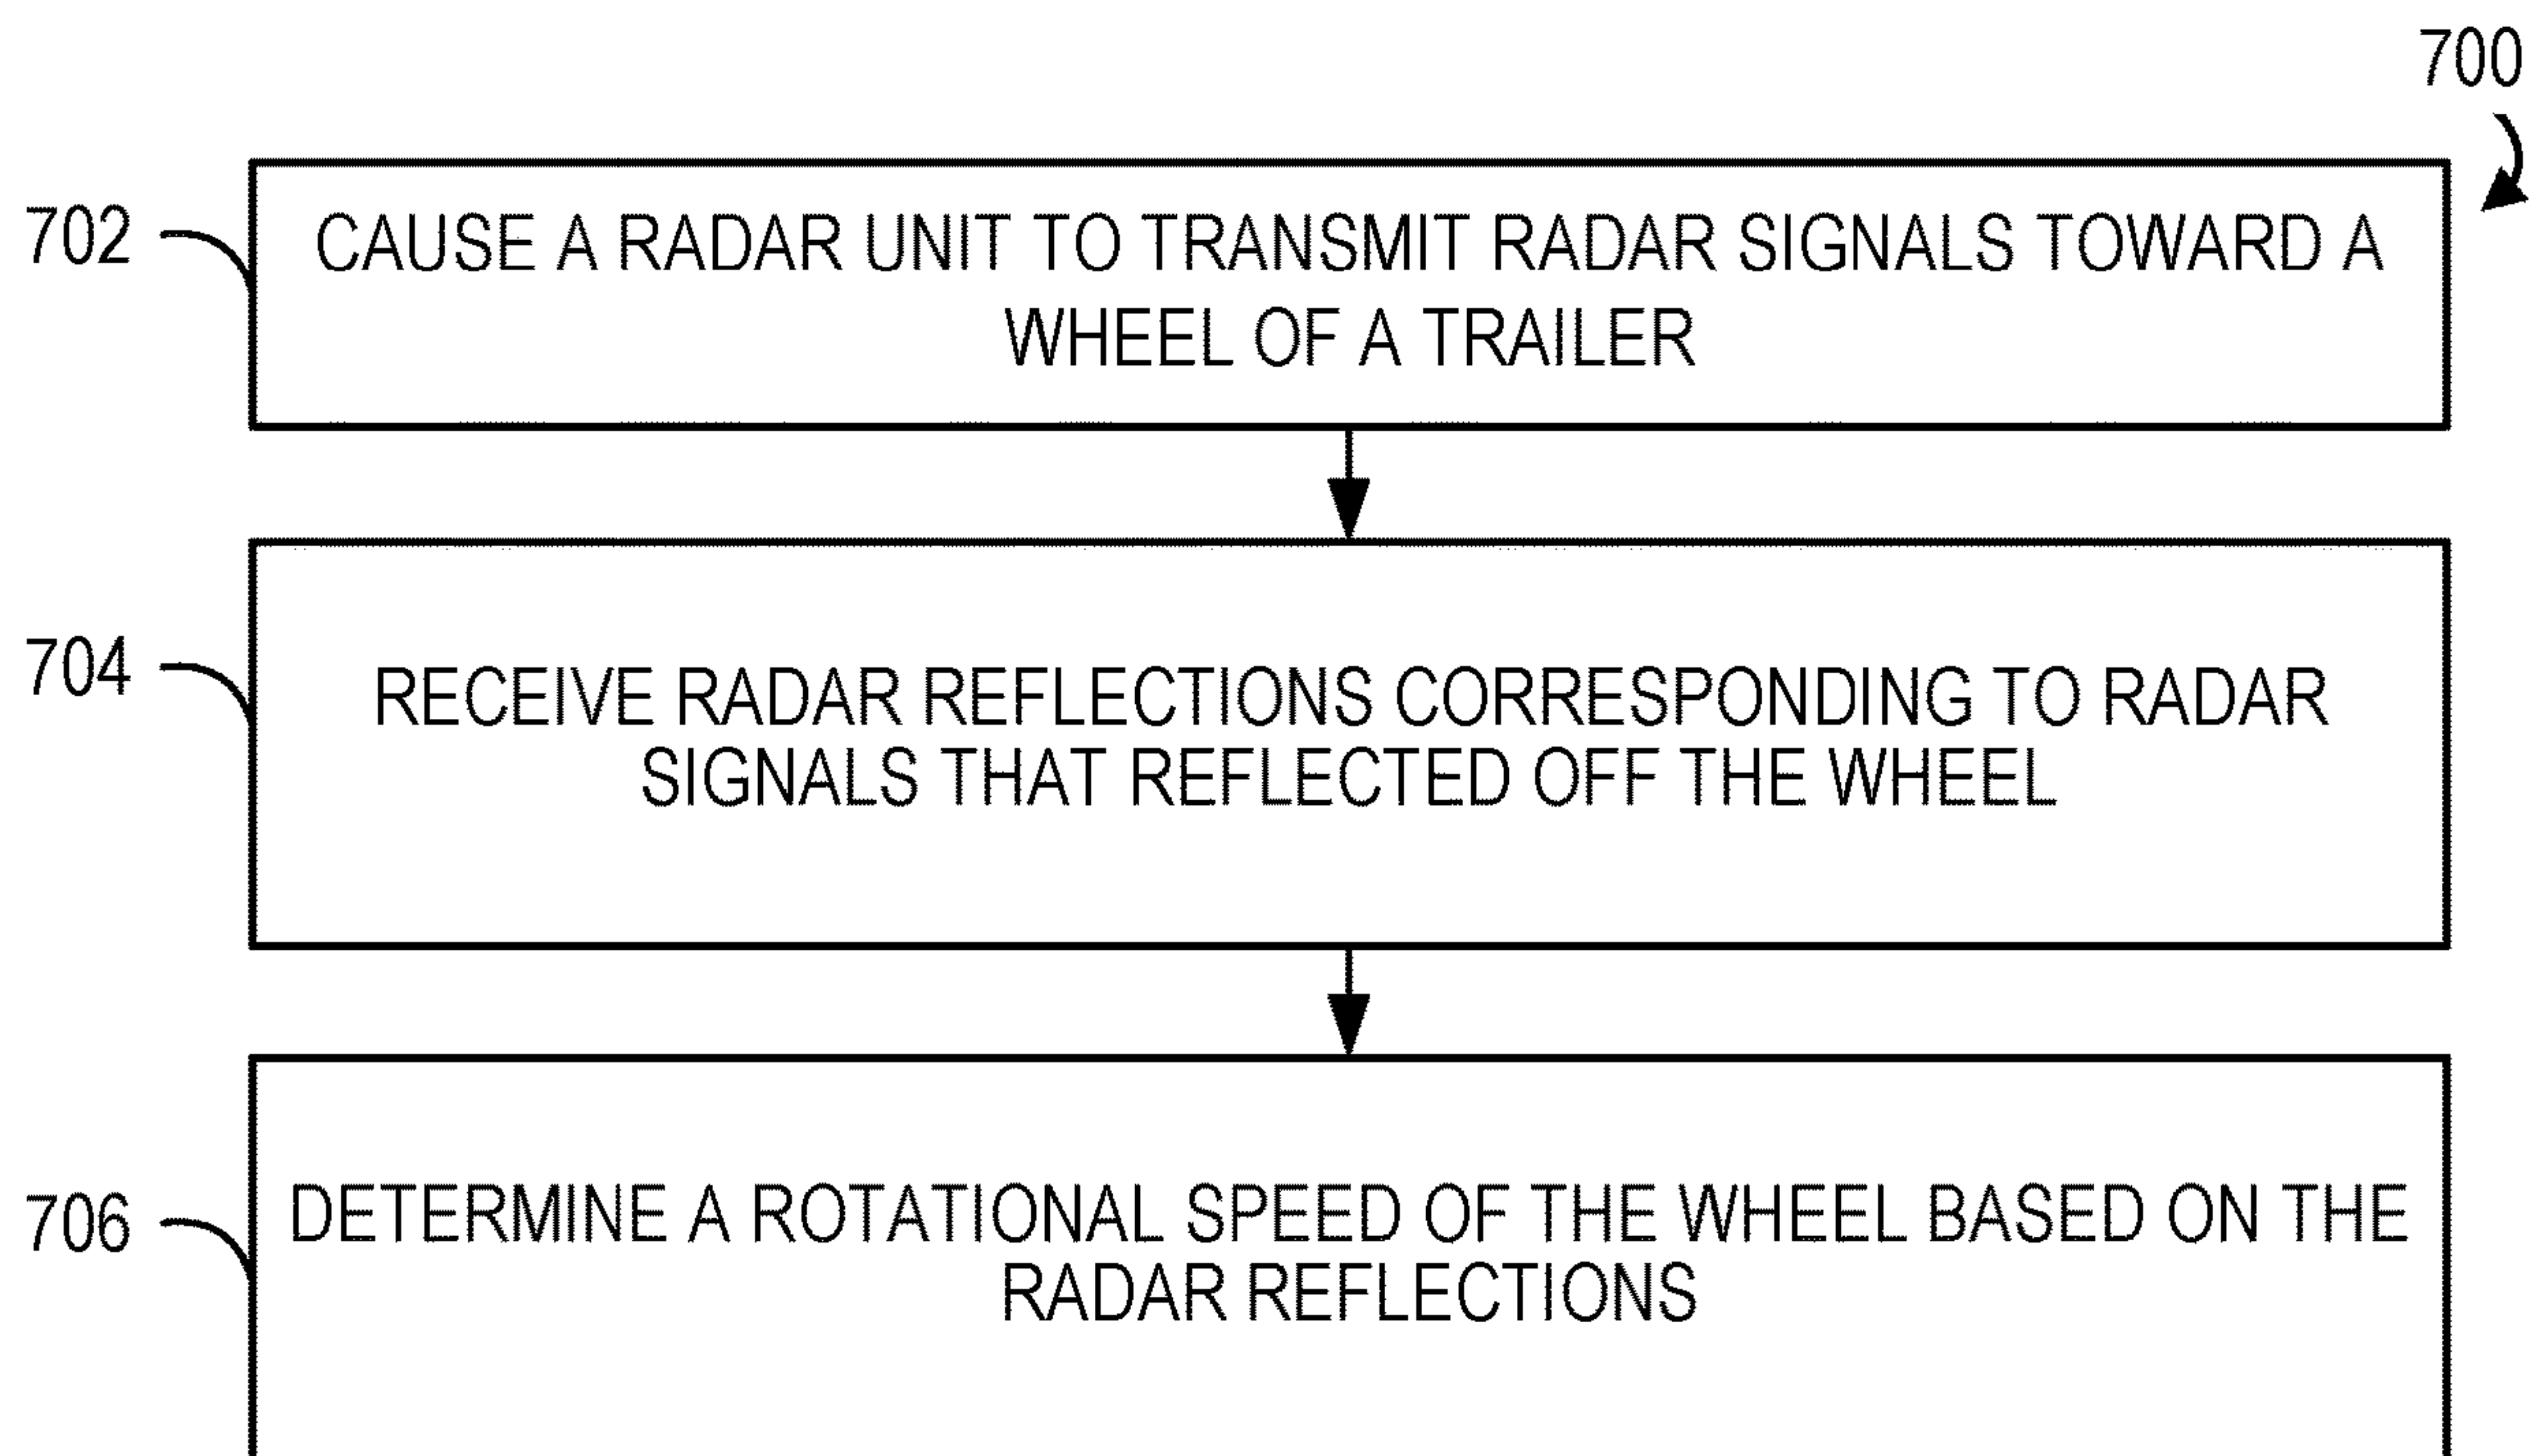 700
702
CAUSE A RADAR UNIT TO TRANSMIT RADAR SIGNALS TOWARD A
WHEEL OF A TRAILER
704
RECEIVE RADAR REFLECTIONS CORRESPONDING TO RADAR
SIGNALS THAT REFLECTED OFF THE WHEEL
706
DETERMINE A ROTATIONAL SPEED OF THE WHEEL BASED ON THE
RADAR REFLECTIONS